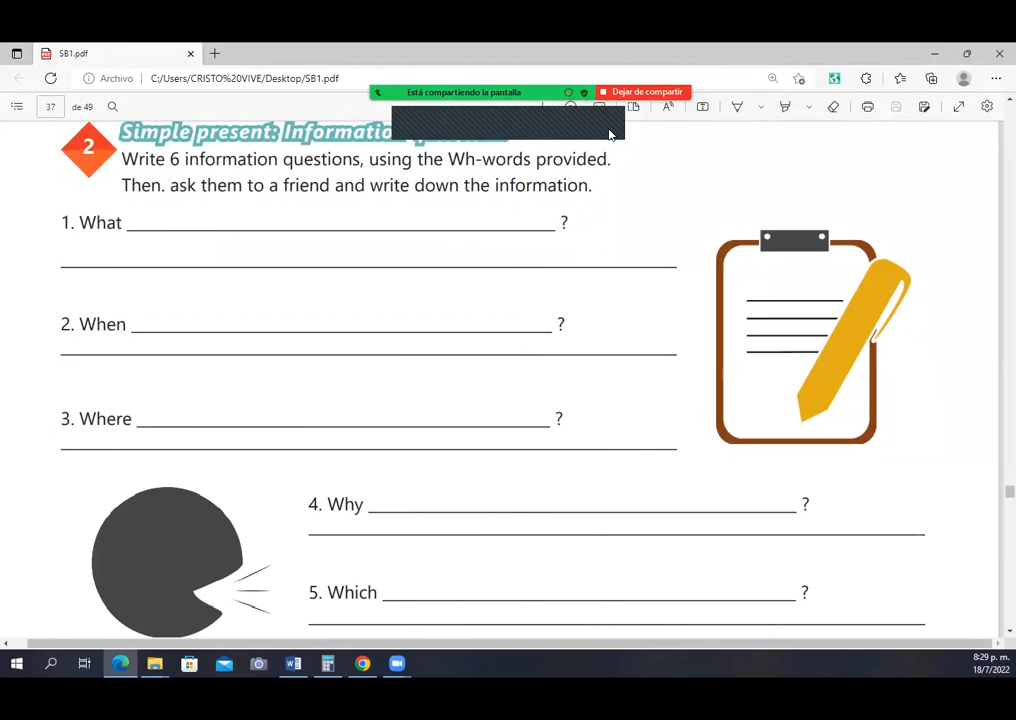 SB1.pdf
Archivo C:/Users/CRISTO%20VIVE/Desktop/SB1.pdf
Está compartiendo la pantalla Dejar de compartir
37 de 49
2 Simple present:
Write 6 information questions, using the Wh-words provided.
Then. ask them to a friend and write down the information.
1. What ?
2. When ?
3. Where ?
4. Why ?
5. Which ?
8:29 p. m.
18/7/2022